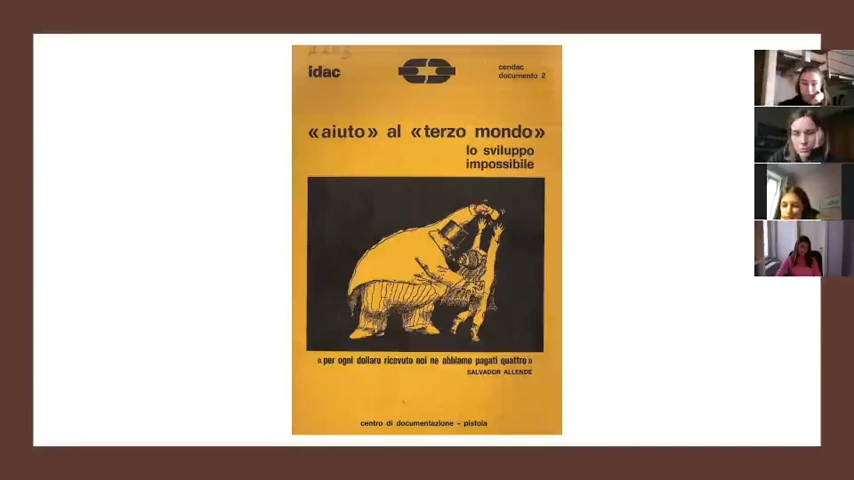 idac
cendac
documento 2
«aiuto» al «terzo mondo»
lo sviluppo
impossibile
«per ogni dollaro ricevuto noi ne abbiamo pagati quattro»
SALVADOR ALLENDE
centro di documentazione - pistoia